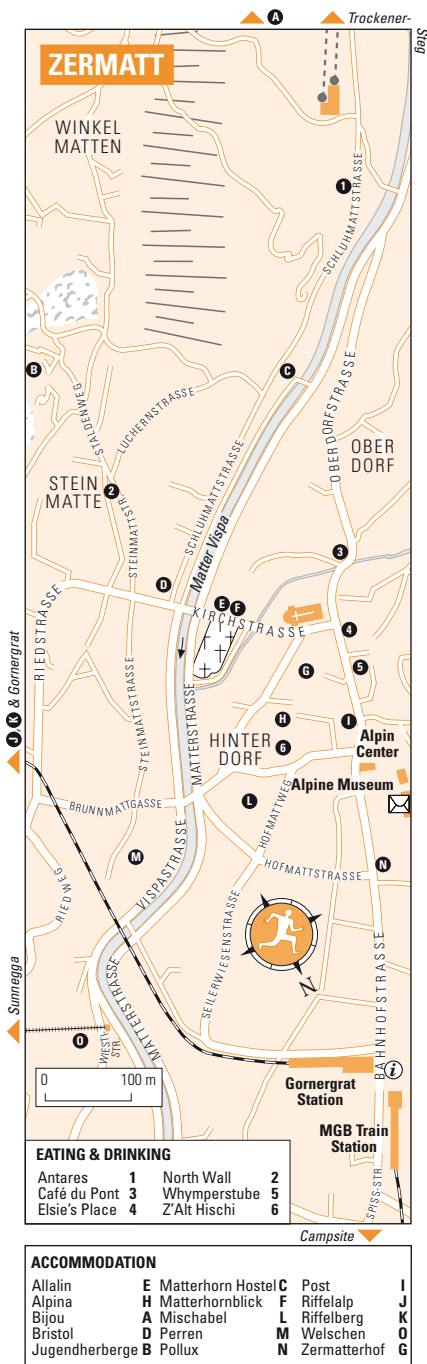 A
Trockener-
Steg
ZERMATT
WINKEL
MATTEN
1
SCHLUHMATTSTRASSE
B
C
STALDENWEG
LUCHERNSTRASSE
OBERDORFSTRASSE
OBER
DORF
STEIN
MATTE
2
STEINMATTSTR.
SCHLUHMATTSTRASSE
Matter Vispa
3
D
E
F
KIRCHSTRASSE
4
RIEDSTRASSE
G
5
J, K & Gornergrat
STEINMATTSTRASSE
MATTERSTRASSE
HINTER
DORF
H
I
6
Alpin
Center
Alpine Museum
BRUNNMATTGASSE
L
HOFMATTWEG
M
VISPASTRASSE
HOFMATTSTRASSE
N
RIEDWEG
SEILERWIESENSTRASSE
N
Sunnegga
MATTERSTRASSE
BAHNHOFSTRASSE
O
WIESTI-
STR.
i
0 100 m
Gornergrat
Station
MGB Train
Station
SPISS-STR.
EATING & DRINKING
Antares 1 North Wall 2
Café du Pont 3 Whymperstube 5
Elsie's Place 4 Z'Alt Hischi 6
Campsite
ACCOMMODATION
Allalin E Matterhorn Hostel C Post I
Alpina H Matterhornblick F Riffelalp J
Bijou A Mischabel L Riffelberg K
Bristol D Perren M Welschen O
Jugendherberge B Pollux N Zermatterhof G